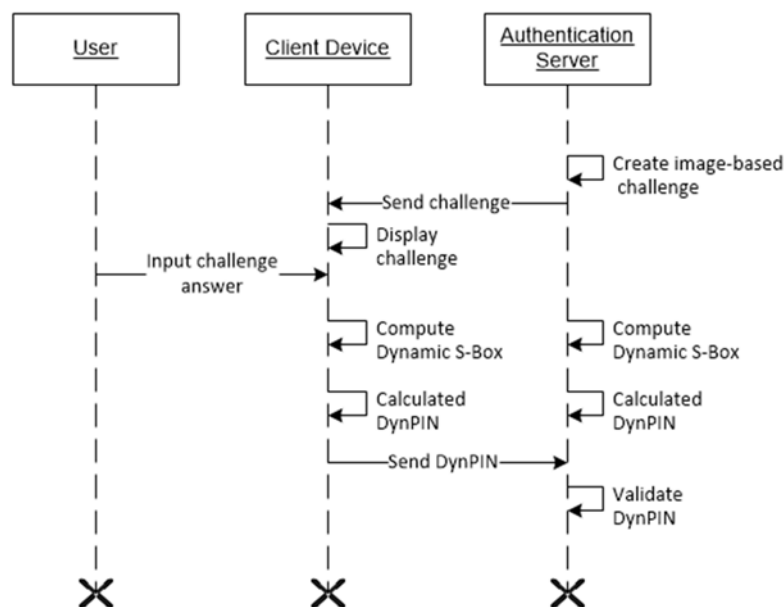 User
Client Device
Authentication
Server
Create image-based
challenge
Send challenge
Display
challenge
Input challenge
answer
Compute
Dynamic S-Box
Compute
Dynamic S-Box
Calculated
DynPIN
Calculated
DynPIN
Send DynPIN
Validate
DynPIN